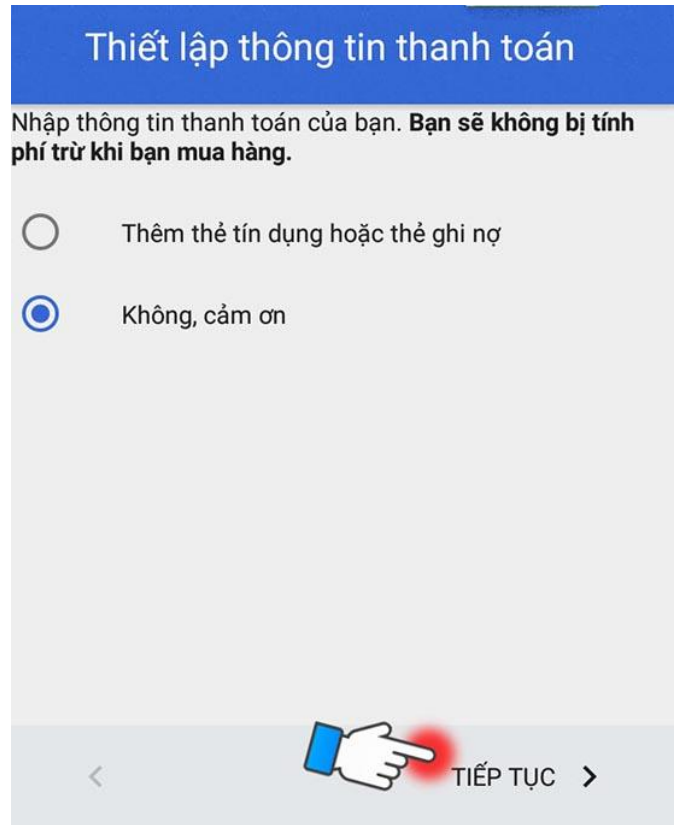 Thiết lập thông tin thanh toán
Nhập thông tin thanh toán của bạn. Bạn sẽ không bị tính
phí trừ khi bạn mua hàng.
Thêm thẻ tín dụng hoặc thẻ ghi nợ
Không, cảm ơn
TIẾP TỤC